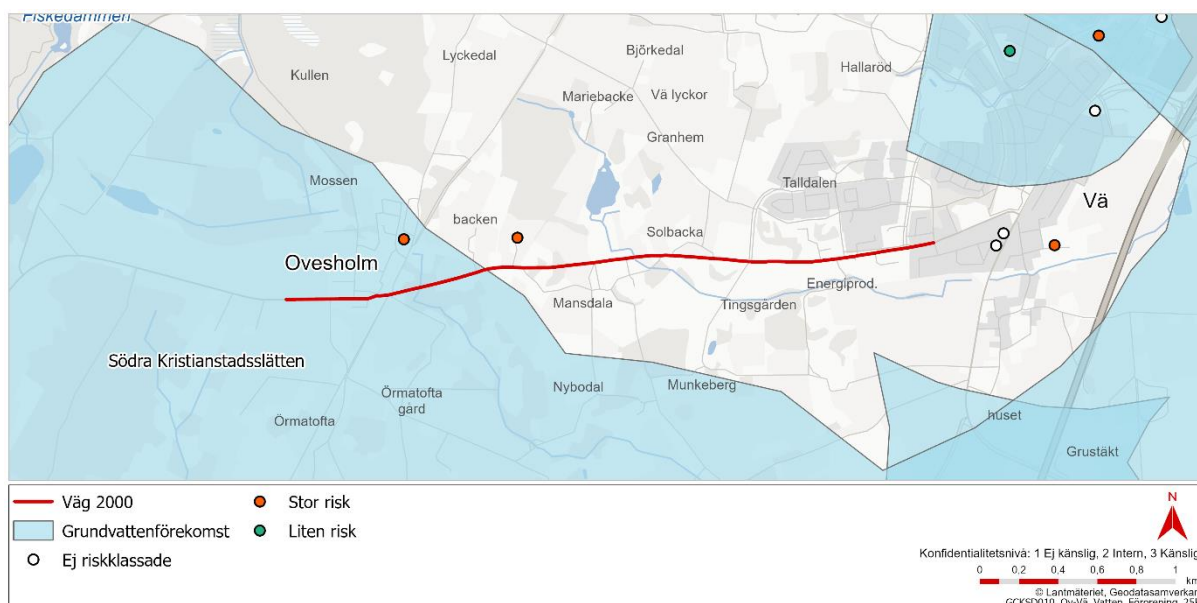 Fiskedammen
Lyckedal
Björkedal
Kullen
Hallaröd
Mariebacke
Vä lyckor
Granhem
Mossen
Talldalen
Vä
backen
Solbacka
Ovesholm
Energiprod.
Mansdala
Tingsgården
Södra Kristianstadsslätten
Örmatofta
gård
Nybodal
Munkeberg
huset
Örmatofta
Grustäkt
Väg 2000
Grundvattenförekomst
Ej riskklassade
Stor risk
Liten risk
N
Konfidentialitetsnivå: 1 Ej känslig, 2 Intern, 3 Känslig
0 0,2 0,4 0,6 0,8 1
km
© Lantmäteriet, Geodatasamverkan